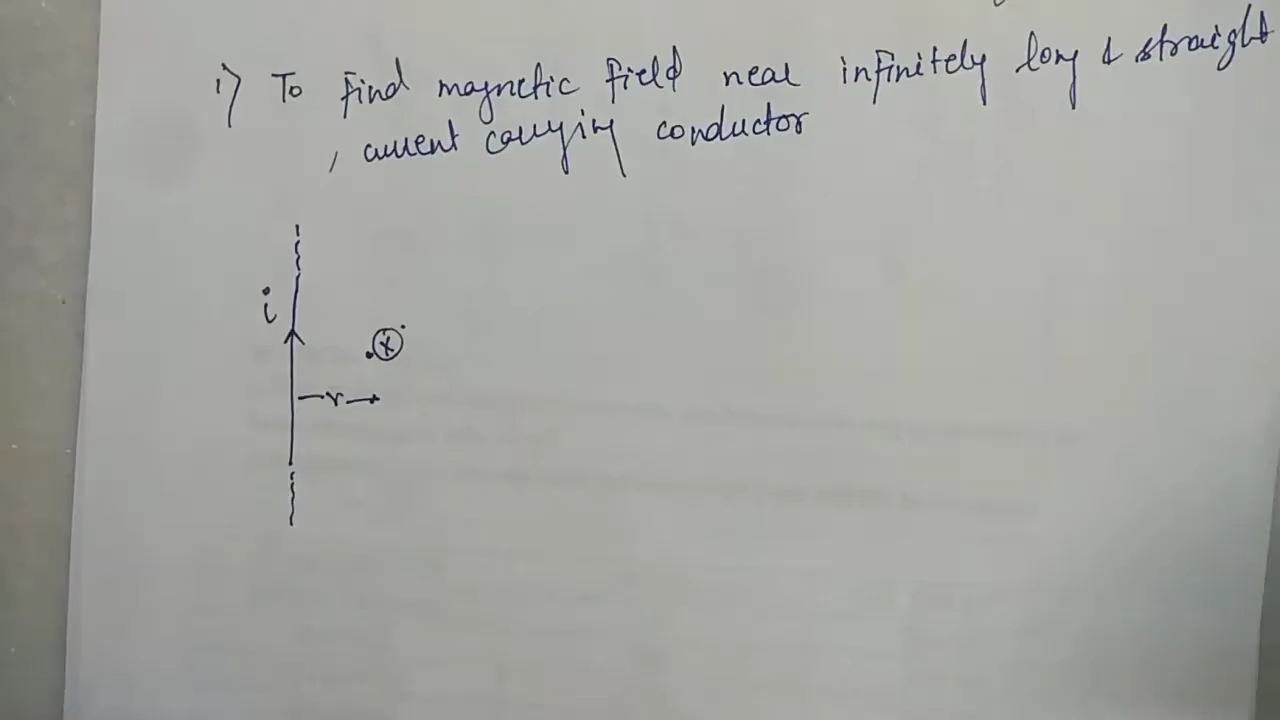 i) To find magnetic field near infinitely long & straight
, current carrying conductor
i
x
r